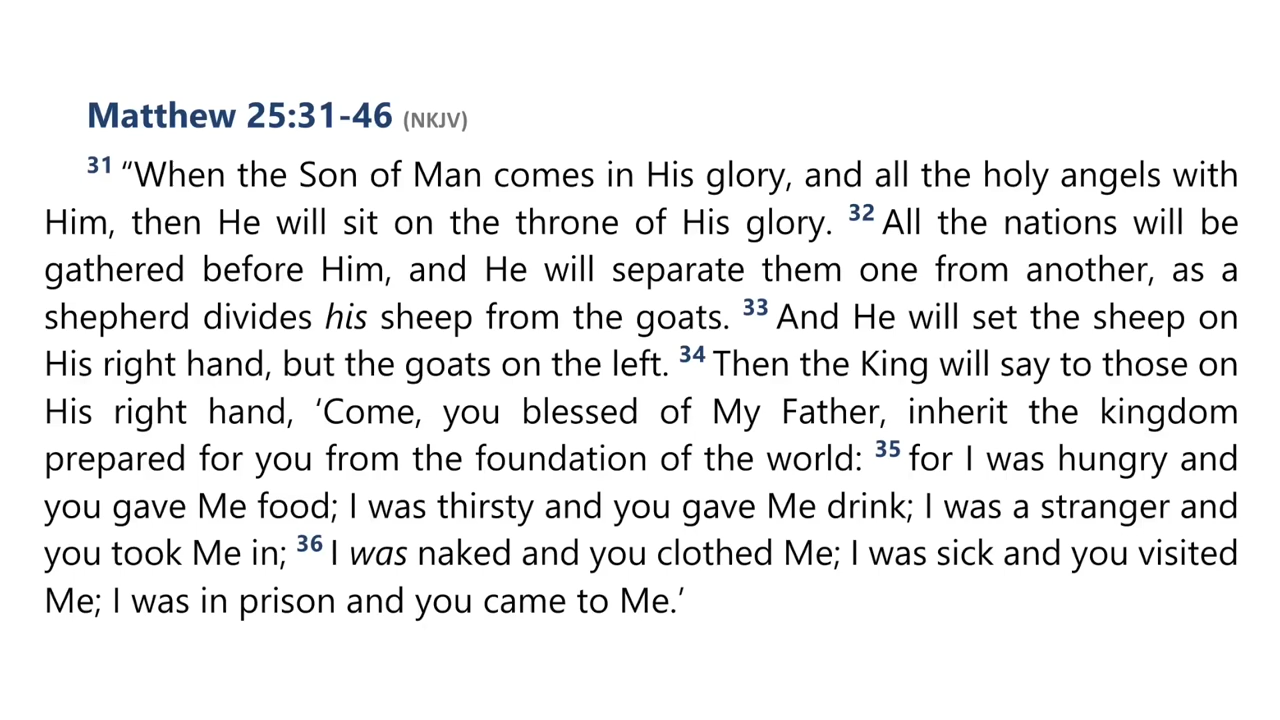 Matthew 25:31-46 (NKJV)
31 “When the Son of Man comes in His glory, and all the holy angels with
Him, then He will sit on the throne of His glory. 32 All the nations will be
gathered before Him, and He will separate them one from another, as a
shepherd divides his sheep from the goats. 33 And He will set the sheep on
His right hand, but the goats on the left. 34 Then the King will say to those on
His right hand, ‘Come, you blessed of My Father, inherit the kingdom
prepared for you from the foundation of the world: 35 for I was hungry and
you gave Me food; I was thirsty and you gave Me drink; I was a stranger and
you took Me in; 36 I was naked and you clothed Me; I was sick and you visited
Me; I was in prison and you came to Me.’